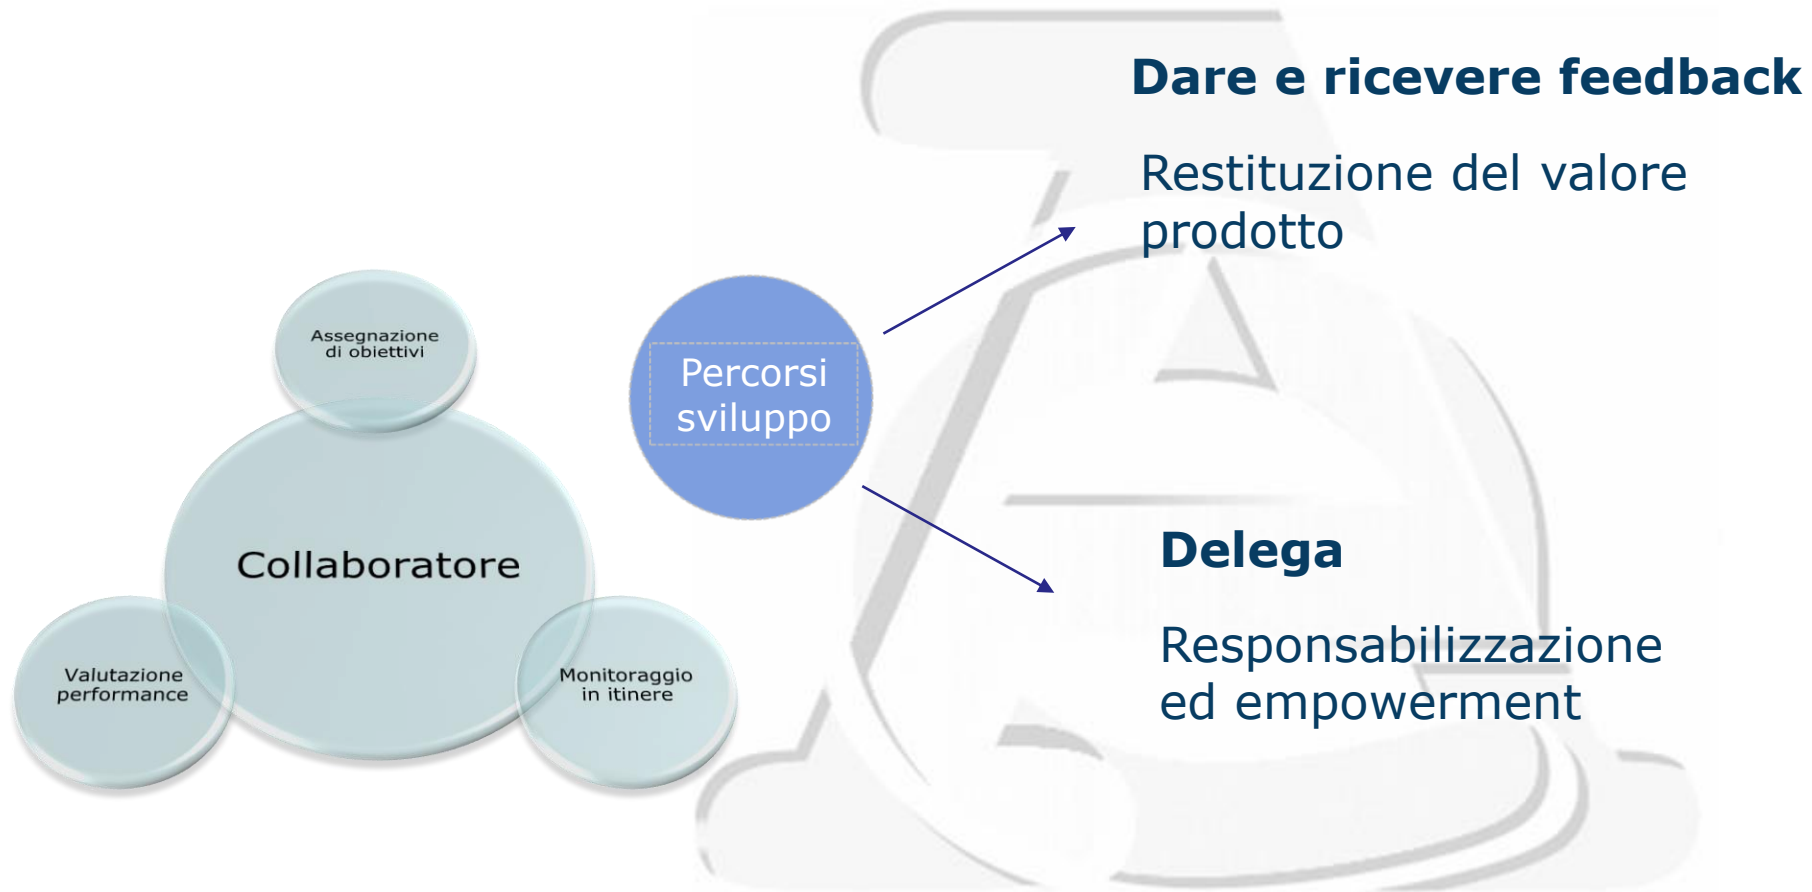 Dare e ricevere feedback
Restituzione del valore
prodotto
Assegnazione
di obiettivi
Percorsi
sviluppo
Collaboratore
Valutazione
performance
Monitoraggio
in itinere
Delega
Responsabilizzazione
ed empowerment